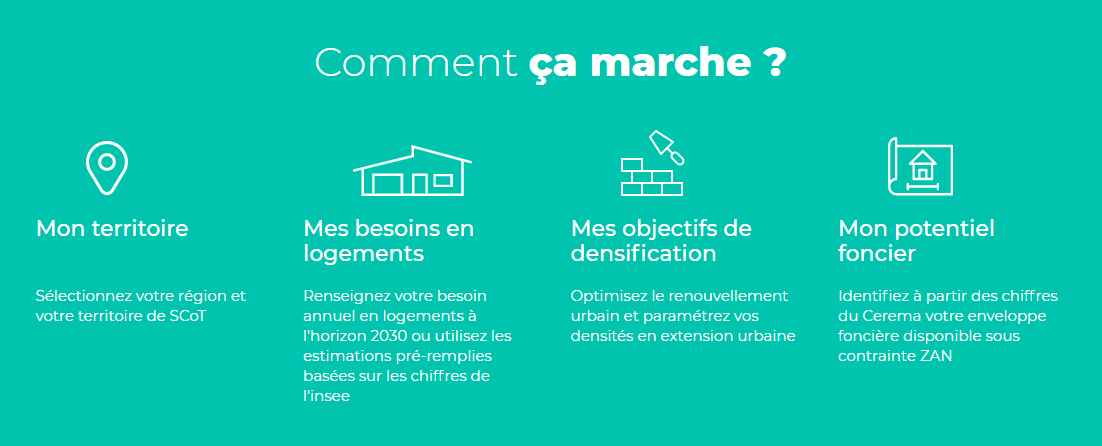 Comment ça marche ?
Mon territoire
Sélectionnez votre région et
votre territoire de SCoT
Mes besoins en
logements
Renseignez votre besoin
annuel en logements à
l'horizon 2030 ou utilisez les
estimations pré-remplies
basées sur les chiffres de
l'insee
Mes objectifs de
densification
Optimisez le renouvellement
urbain et paramétrez vos
densités en extension urbaine
Mon potentiel
foncier
Identifiez à partir des chiffres
du Cerema votre enveloppe
foncière disponible sous
contrainte ZAN